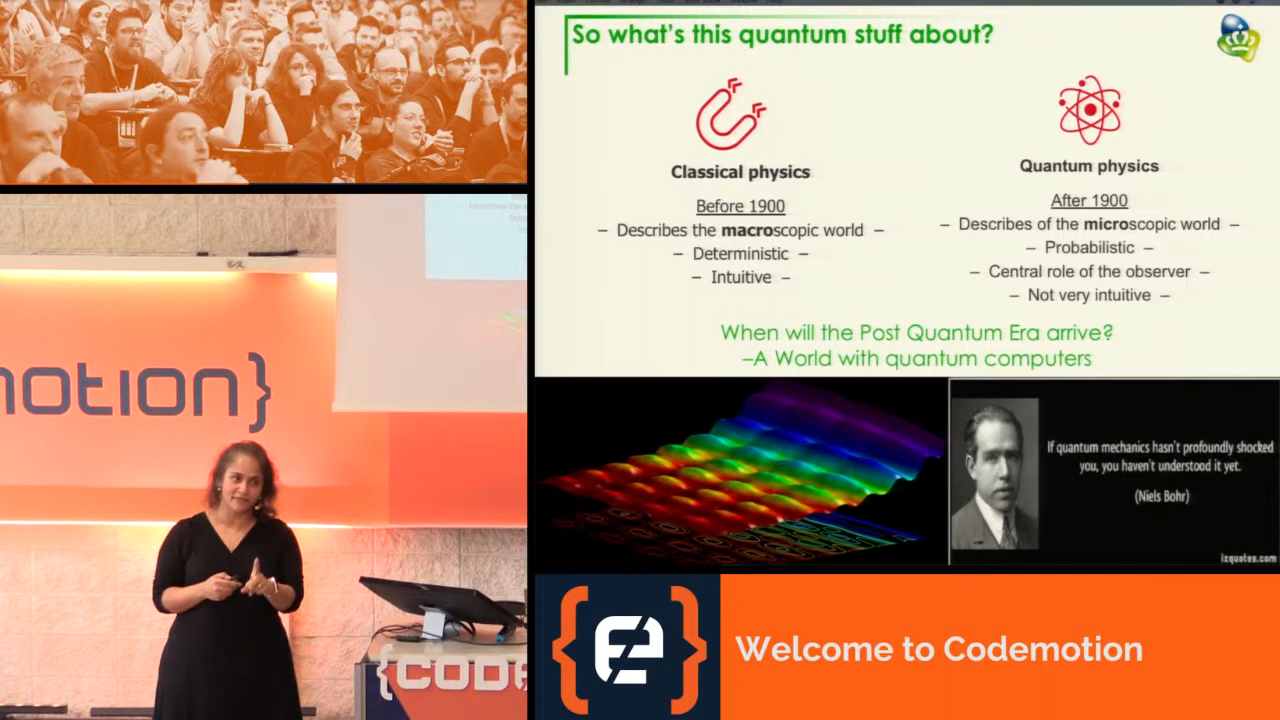 So what's this quantum stuff about?
Classical physics
Before 1900
– Describes the macroscopic world –
– Deterministic –
– Intuitive –
Quantum physics
After 1900
– Describes of the microscopic world –
– Probabilistic –
– Central role of the observer –
– Not very intuitive –
When will the Post Quantum Era arrive?
–A World with quantum computers
If quantum mechanics hasn't profoundly shocked
you, you haven't understood it yet.
(Niels Bohr)
izquotes.com
motion}
{CODE
Welcome to Codemotion